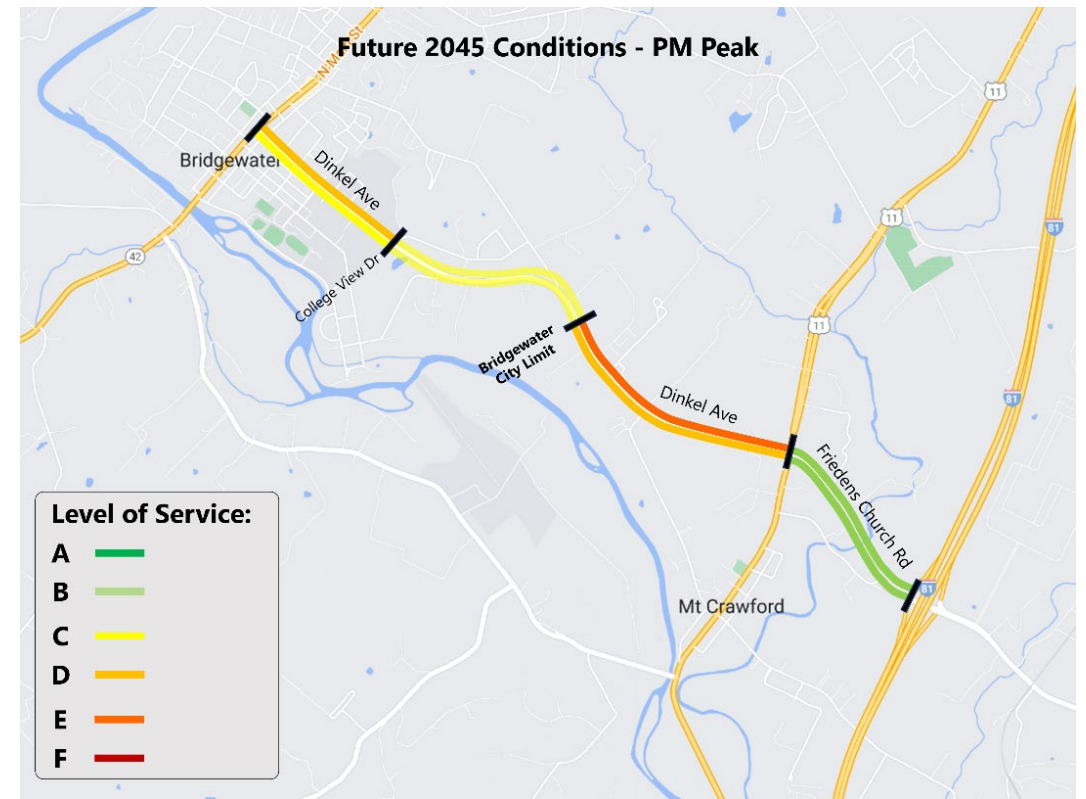 Future 2045 Conditions - PM Peak
11
Bridgewater
Dinkel Ave
11
81
42
College View Dr
11
Bridgewater
City Limit
81
Dinkel Ave
Friedens Church Rd
Level of Service:
A
B
C
D
E
F
81
Mt Crawford